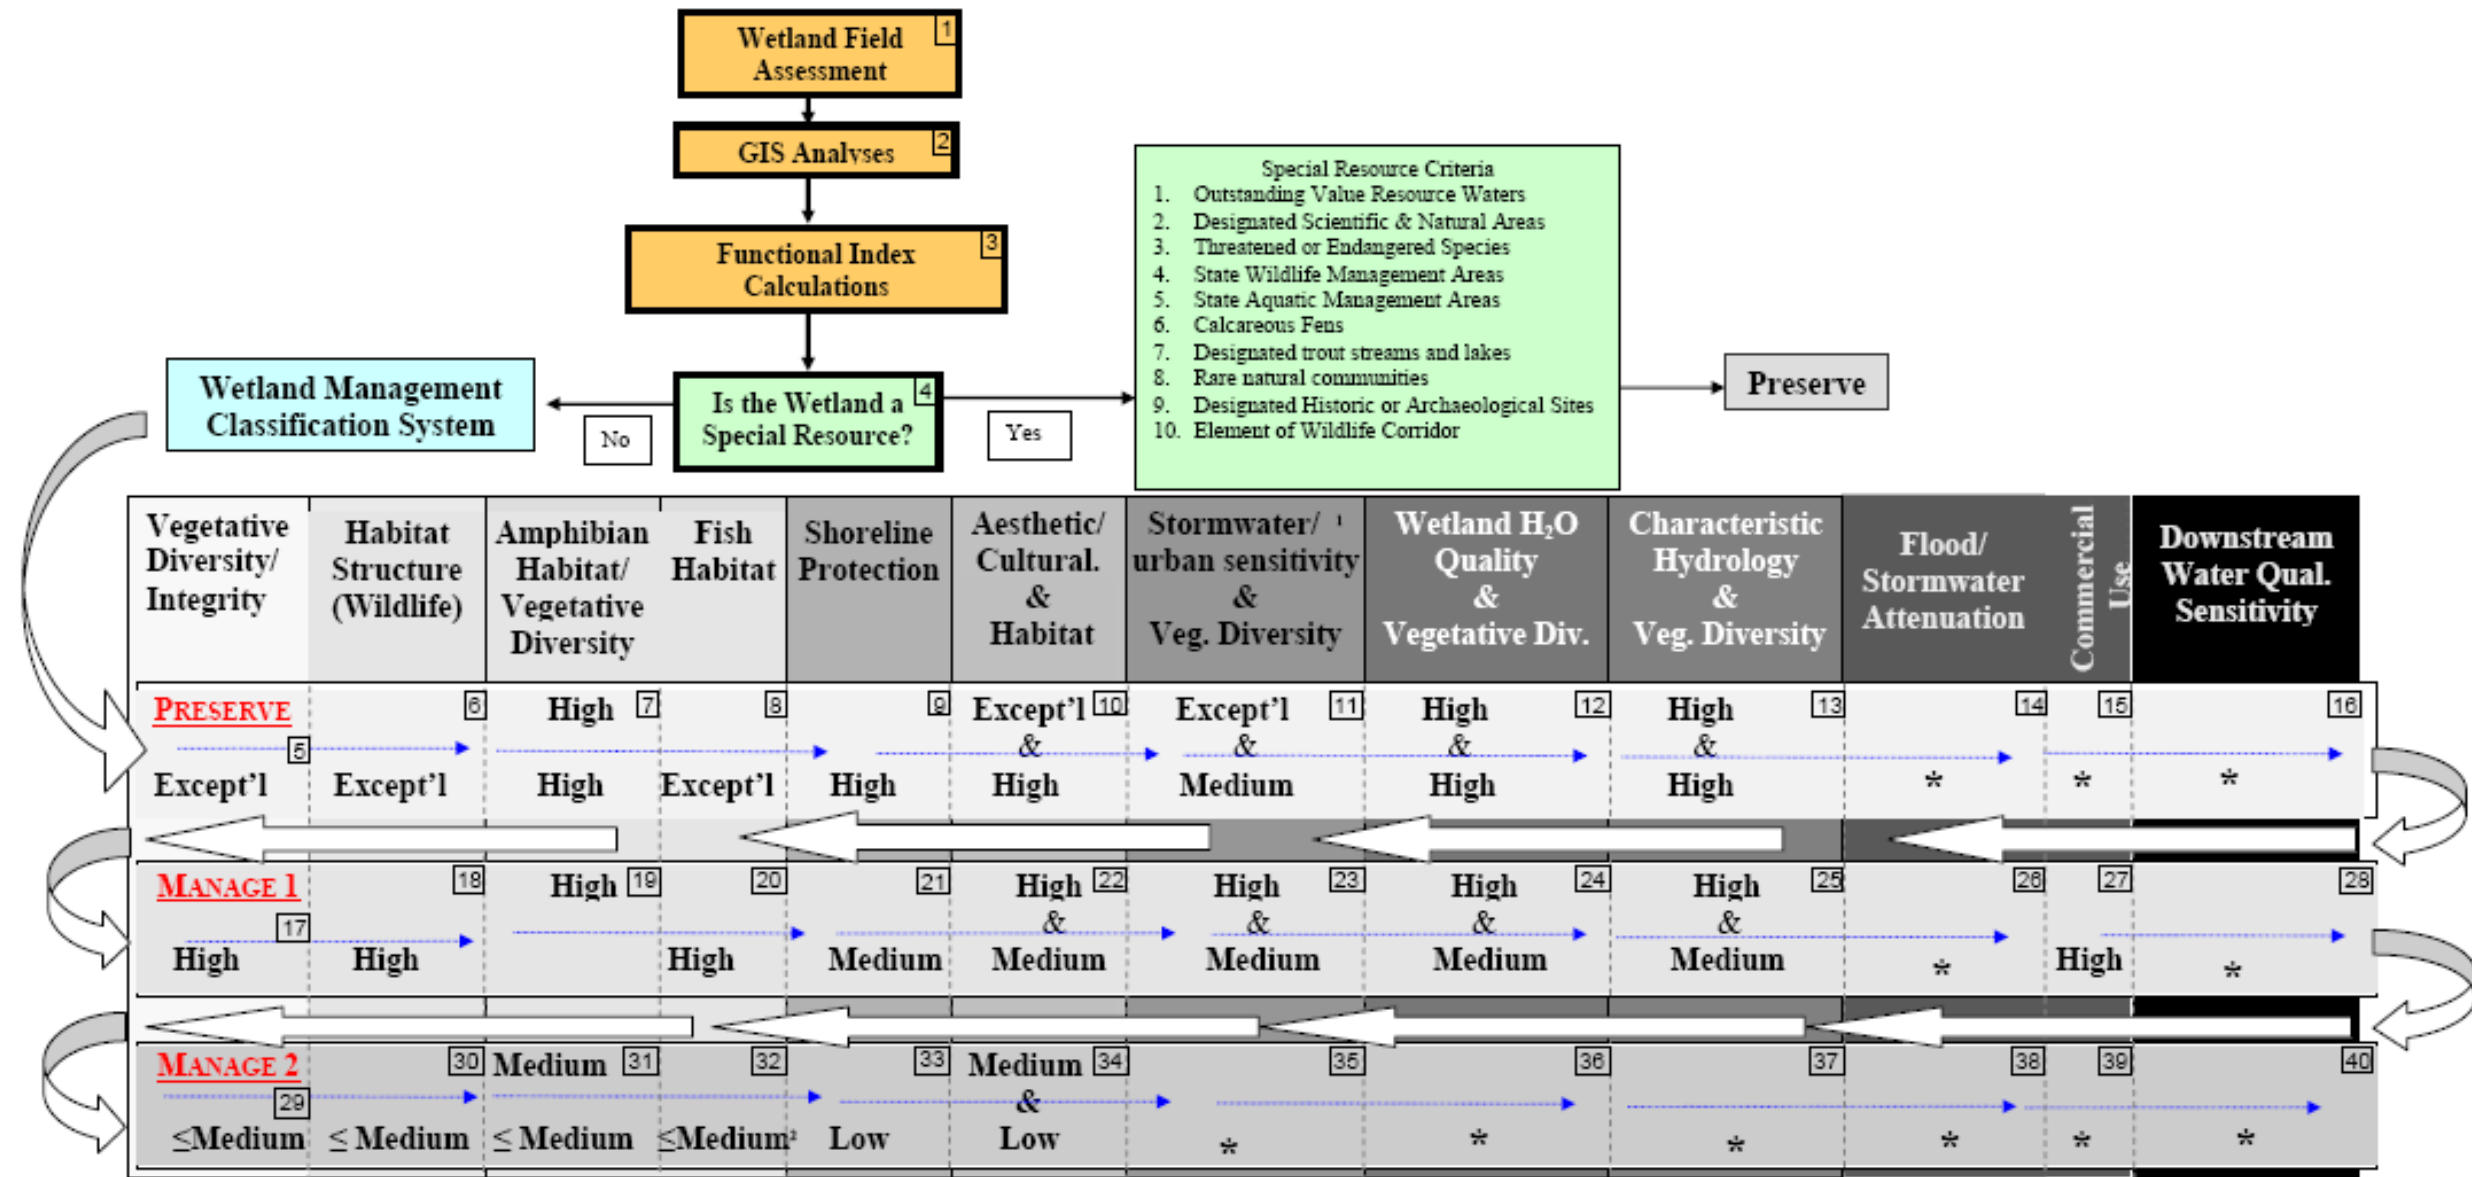 Wetland Field
Assessment
1
GIS Analyses
2
Functional Index
Calculations
3
Is the Wetland a
Special Resource?
4
No
Yes
Wetland Management
Classification System
Special Resource Criteria
1. Outstanding Value Resource Waters
2. Designated Scientific & Natural Areas
3. Threatened or Endangered Species
4. State Wildlife Management Areas
5. State Aquatic Management Areas
6. Calcareous Fens
7. Designated trout streams and lakes
8. Rare natural communities
9. Designated Historic or Archaeological Sites
10. Element of Wildlife Corridor
Preserve
Vegetative
Diversity/
Integrity
Habitat
Structure
(Wildlife)
Amphibian
Habitat/
Vegetative
Diversity
Fish
Habitat
Shoreline
Protection
Aesthetic/
Cultural.
&
Habitat
Stormwater/ ¹
urban sensitivity
&
Veg. Diversity
Wetland H₂O
Quality
&
Vegetative Div.
Characteristic
Hydrology
&
Veg. Diversity
Flood/
Stormwater
Attenuation
Commercial
Use
Downstream
Water Qual.
Sensitivity
PRESERVE
5
Except'l
6
Except'l
High 7
High
8
Except'l
9
High
Except'l 10
&
High
Except'l 11
&
Medium
High 12
&
High
High 13
&
High
14
*
15
*
16
*
MANAGE 1
17
High
18
High
High 19
20
High
21
Medium
High 22
&
Medium
High 23
&
Medium
High 24
&
Medium
High 25
&
Medium
26
*
27
High
28
*
MANAGE 2
29
≤Medium
30
≤ Medium
Medium 31
≤ Medium
32
≤Medium²
33
Low
Medium 34
&
Low
35
*
36
*
37
*
38
*
39
*
40
*